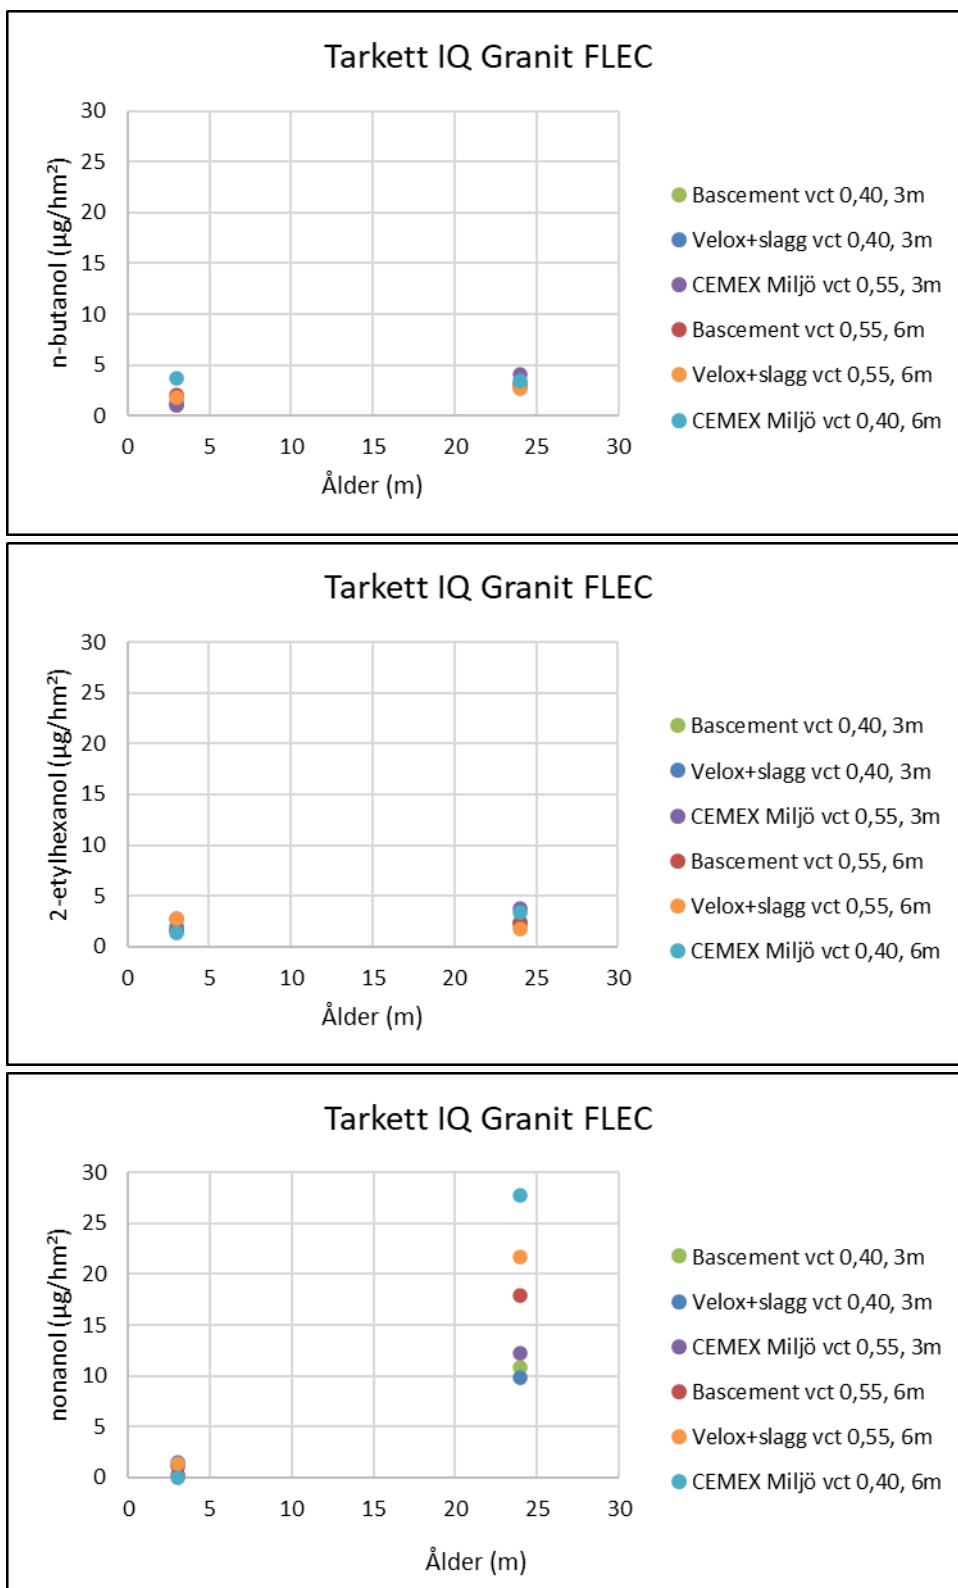 Tarkett IQ Granit FLEC
n-butanol (µg/hm²)
30
25
20
15
10
5
0
0 5 10 15 20 25 30
Ålder (m)
Bascement vct 0,40, 3m
Velox+slagg vct 0,40, 3m
CEMEX Miljö vct 0,55, 3m
Bascement vct 0,55, 6m
Velox+slagg vct 0,55, 6m
CEMEX Miljö vct 0,40, 6m
Tarkett IQ Granit FLEC
2-etylhexanol (µg/hm²)
30
25
20
15
10
5
0
0 5 10 15 20 25 30
Ålder (m)
Bascement vct 0,40, 3m
Velox+slagg vct 0,40, 3m
CEMEX Miljö vct 0,55, 3m
Bascement vct 0,55, 6m
Velox+slagg vct 0,55, 6m
CEMEX Miljö vct 0,40, 6m
Tarkett IQ Granit FLEC
nonanol (µg/hm²)
30
25
20
15
10
5
0
0 5 10 15 20 25 30
Ålder (m)
Bascement vct 0,40, 3m
Velox+slagg vct 0,40, 3m
CEMEX Miljö vct 0,55, 3m
Bascement vct 0,55, 6m
Velox+slagg vct 0,55, 6m
CEMEX Miljö vct 0,40, 6m